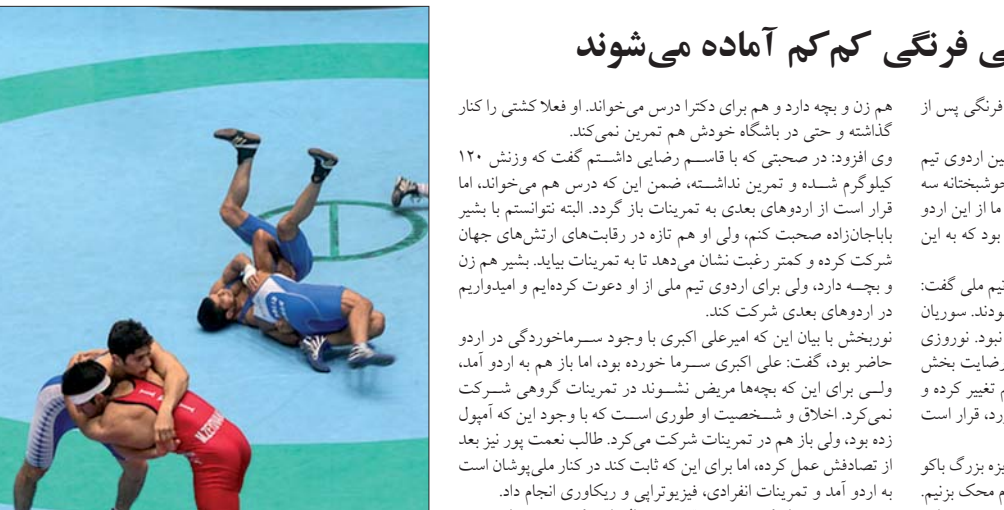 ی فرنگی کم‌کم آماده می‌شوند
فرنگی پس از
ین اردوی تیم
خوشبختانه سه
ما از این اردو
بود که به این
تیم ملی گفت:
بودند. سوریان
نبود. نوروزی
رضایت بخش
م تغییر کرده و
ورد، قرار است
یزه بزرگ باکو
م محک بزنیم.
هم زن و بچه دارد و هم برای دکترا درس می‌خواند. او فعلا کشتی را کنار
گذاشته و حتی در باشگاه خودش هم تمرین نمی‌کند.
وی افزود: در صحبتی که با قاسم رضایی داشتم گفت که وزنش ۱۲۰
کیلوگرم شده و تمرین نداشته، ضمن این که درس هم می‌خواند، اما
قرار است از اردوهای بعدی به تمرینات باز گردد. البته نتوانستم با بشیر
باباجان‌زاده صحبت کنم، ولی او هم تازه در رقابت‌های ارتش‌های جهان
شرکت کرده و کمتر رغبت نشان می‌دهد تا به تمرینات بیاید. بشیر هم زن
و بچه دارد، ولی برای اردوی تیم ملی از او دعوت کرده‌ایم و امیدواریم
در اردوهای بعدی شرکت کند.
نوربخش با بیان این که امیرعلی اکبری با وجود سرماخوردگی در اردو
حاضر بود، گفت: علی اکبری سرما خورده بود، اما باز هم به اردو آمد،
ولی برای این که بچه‌ها مریض نشوند در تمرینات گروهی شرکت
نمی‌کرد. اخلاق و شخصیت او طوری است که با وجود این که آمپول
زده بود، ولی باز هم در تمرینات شرکت می‌کرد. طالب نعمت پور نیز بعد
از تصادفش عمل کرده، اما برای این که ثابت کند در کنار ملی‌پوشان است
به اردو آمد و تمرینات انفرادی، فیزیوتراپی و ریکاوری انجام داد.